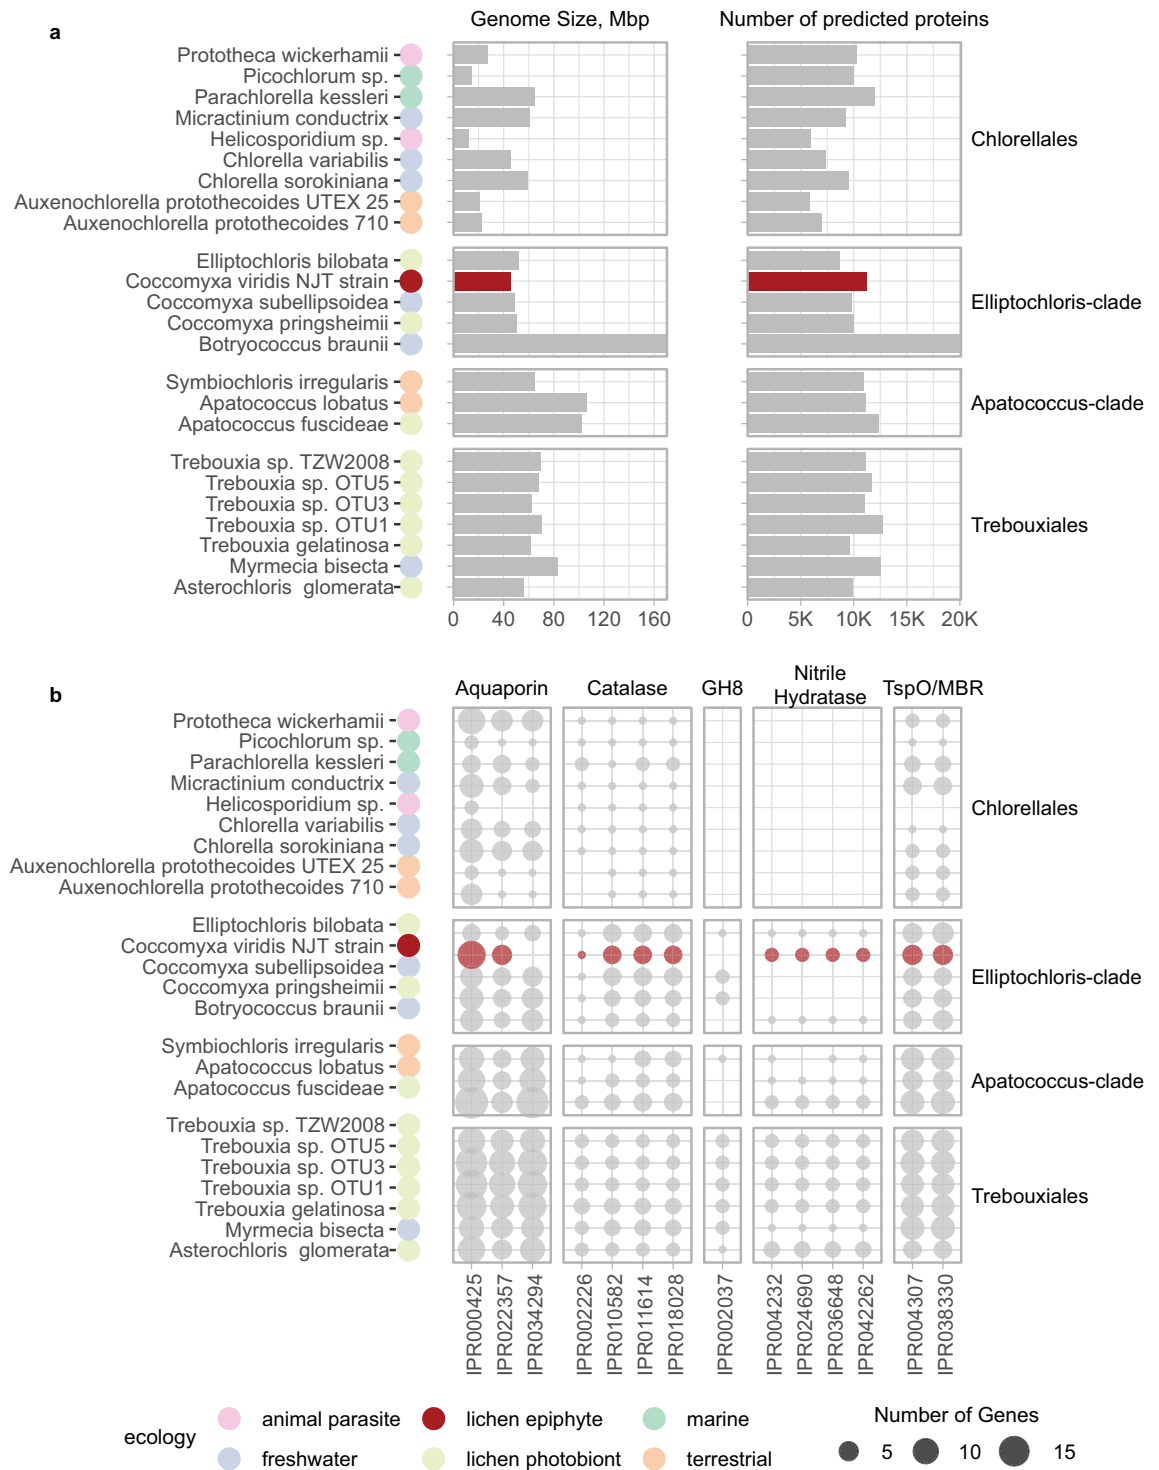 a
Genome Size, Mbp
Number of predicted proteins
Prototheca wickerhamii
Picochlorum sp.
Parachlorella kessleri
Micractinium conductrix
Helicosporidium sp.
Chlorella variabilis
Chlorella sorokiniana
Auxenochlorella protothecoides UTEX 25
Auxenochlorella protothecoides 710
Chlorellales
Elliptochloris bilobata
Coccomyxa viridis NJT strain
Coccomyxa subellipsoidea
Coccomyxa pringsheimii
Botryococcus braunii
Elliptochloris-clade
Symbiochloris irregularis
Apatococcus lobatus
Apatococcus fuscideae
Apatococcus-clade
Trebouxia sp. TZW2008
Trebouxia sp. OTU5
Trebouxia sp. OTU3
Trebouxia sp. OTU1
Trebouxia gelatinosa
Myrmecia bisecta
Asterochloris glomerata
Trebouxiales
0 40 80 120 160
0 5K 10K 15K 20K
b
Aquaporin
Catalase
GH8
Nitrile
Hydratase
TspO/MBR
Prototheca wickerhamii
Picochlorum sp.
Parachlorella kessleri
Micractinium conductrix
Helicosporidium sp.
Chlorella variabilis
Chlorella sorokiniana
Auxenochlorella protothecoides UTEX 25
Auxenochlorella protothecoides 710
Chlorellales
Elliptochloris bilobata
Coccomyxa viridis NJT strain
Coccomyxa subellipsoidea
Coccomyxa pringsheimii
Botryococcus braunii
Elliptochloris-clade
Symbiochloris irregularis
Apatococcus lobatus
Apatococcus fuscideae
Apatococcus-clade
Trebouxia sp. TZW2008
Trebouxia sp. OTU5
Trebouxia sp. OTU3
Trebouxia sp. OTU1
Trebouxia gelatinosa
Myrmecia bisecta
Asterochloris glomerata
Trebouxiales
IPR000425
IPR022357
IPR034294
IPR002226
IPR010582
IPR011614
IPR018028
IPR002037
IPR004232
IPR024690
IPR036648
IPR042262
IPR004307
IPR038330
ecology
animal parasite
lichen epiphyte
marine
freshwater
lichen photobiont
terrestrial
Number of Genes
5 10 15